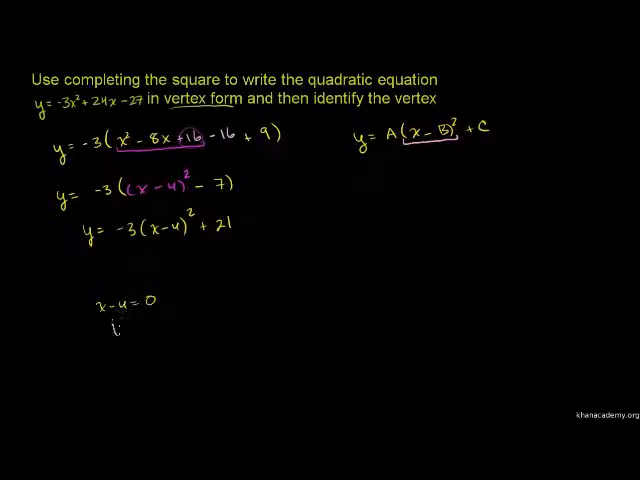 Use completing the square to write the quadratic equation
y = -3x² + 24x - 27 in vertex form and then identify the vertex
y = -3(x² - 8x + 16 - 16 + 9)
y = A(x - B)² + C
y = -3((x - 4)² - 7)
y = -3(x - 4)² + 21
x - 4 = 0
khanacademy.org